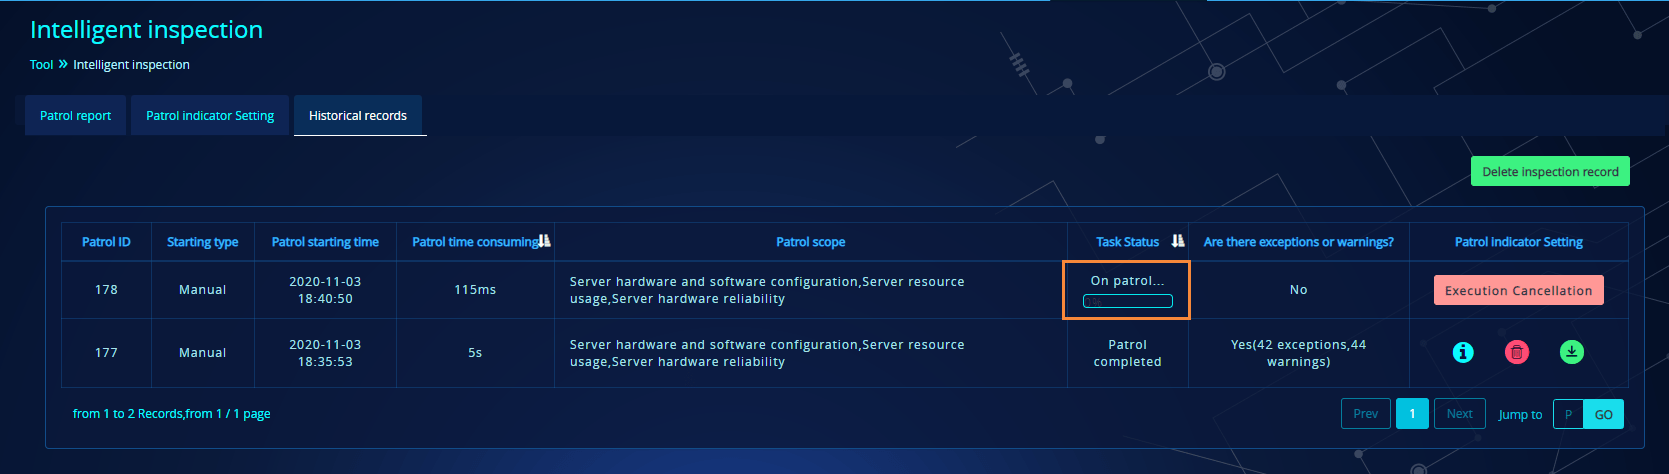 Intelligent inspection
Tool » Intelligent inspection
Patrol report Patrol indicator Setting Historical records
Delete inspection record
Patrol ID Starting type Patrol starting time Patrol time consuming Patrol scope Task Status Are there exceptions or warnings? Patrol indicator Setting
178 Manual 2020-11-03 18:40:50 115ms Server hardware and software configuration,Server resource usage,Server hardware reliability On patrol... 0% No Execution Cancellation
177 Manual 2020-11-03 18:35:53 5s Server hardware and software configuration,Server resource usage,Server hardware reliability Patrol completed Yes(42 exceptions,44 warnings)
from 1 to 2 Records,from 1 / 1 page Prev 1 Next Jump to P GO